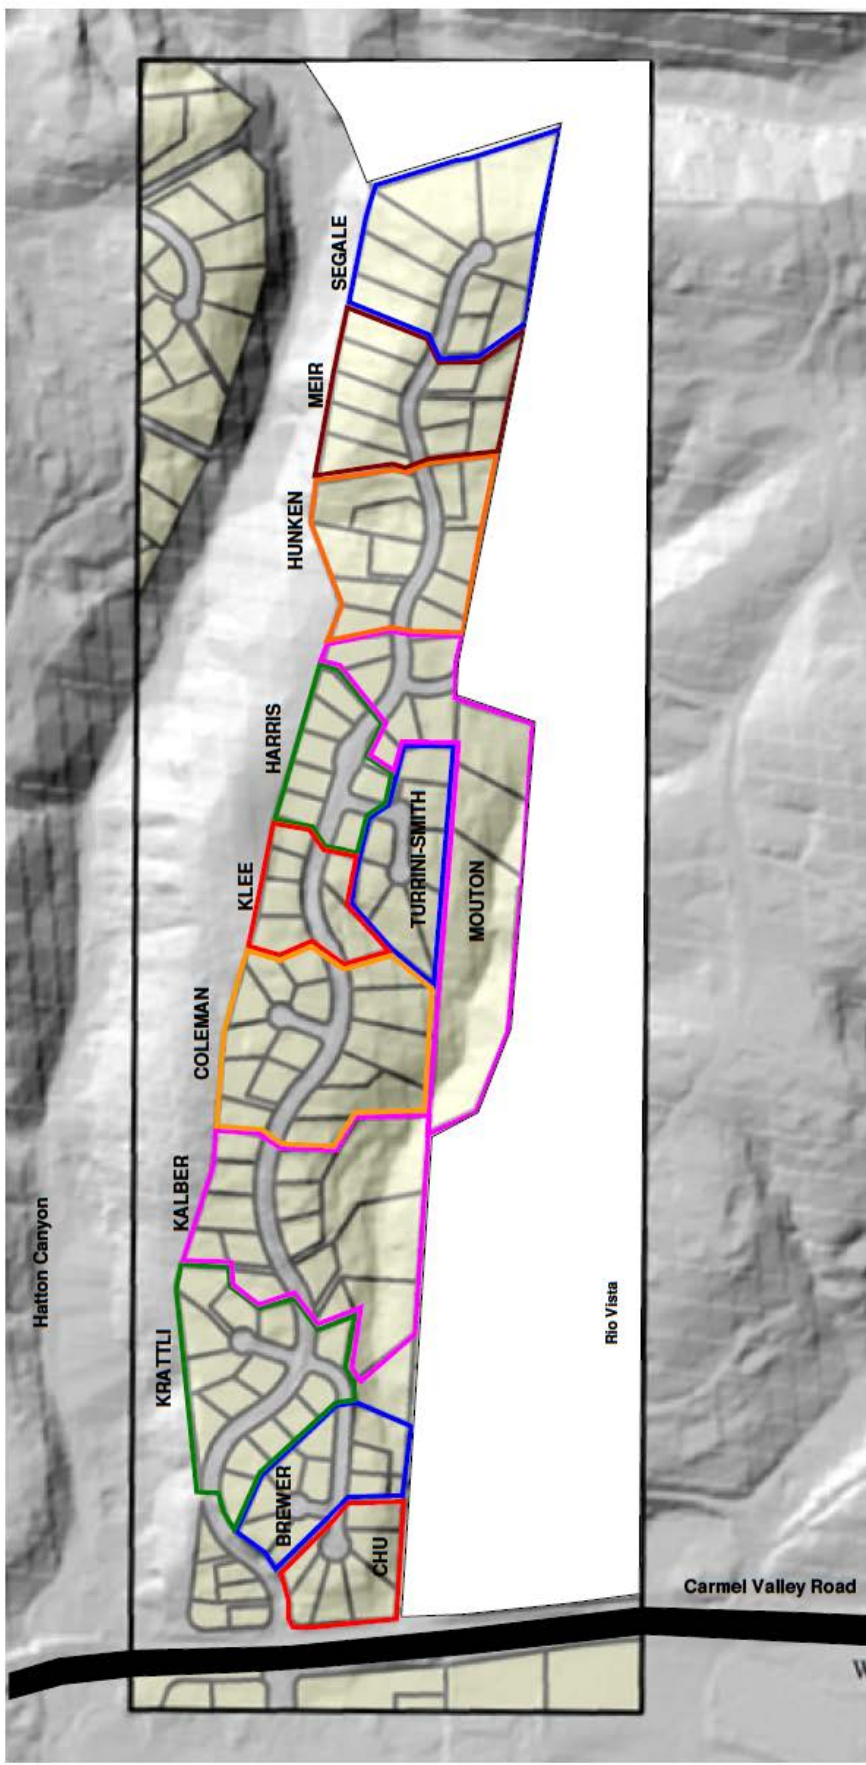 SEGALE
MEIR
HUNKEN
HARRIS
TURRINI-SMITH
KLEE
MOUTON
COLEMAN
KALBER
Hatton Canyon
Rio Vista
KRATTLI
BREWER
CHU
Carmel Valley Road
W